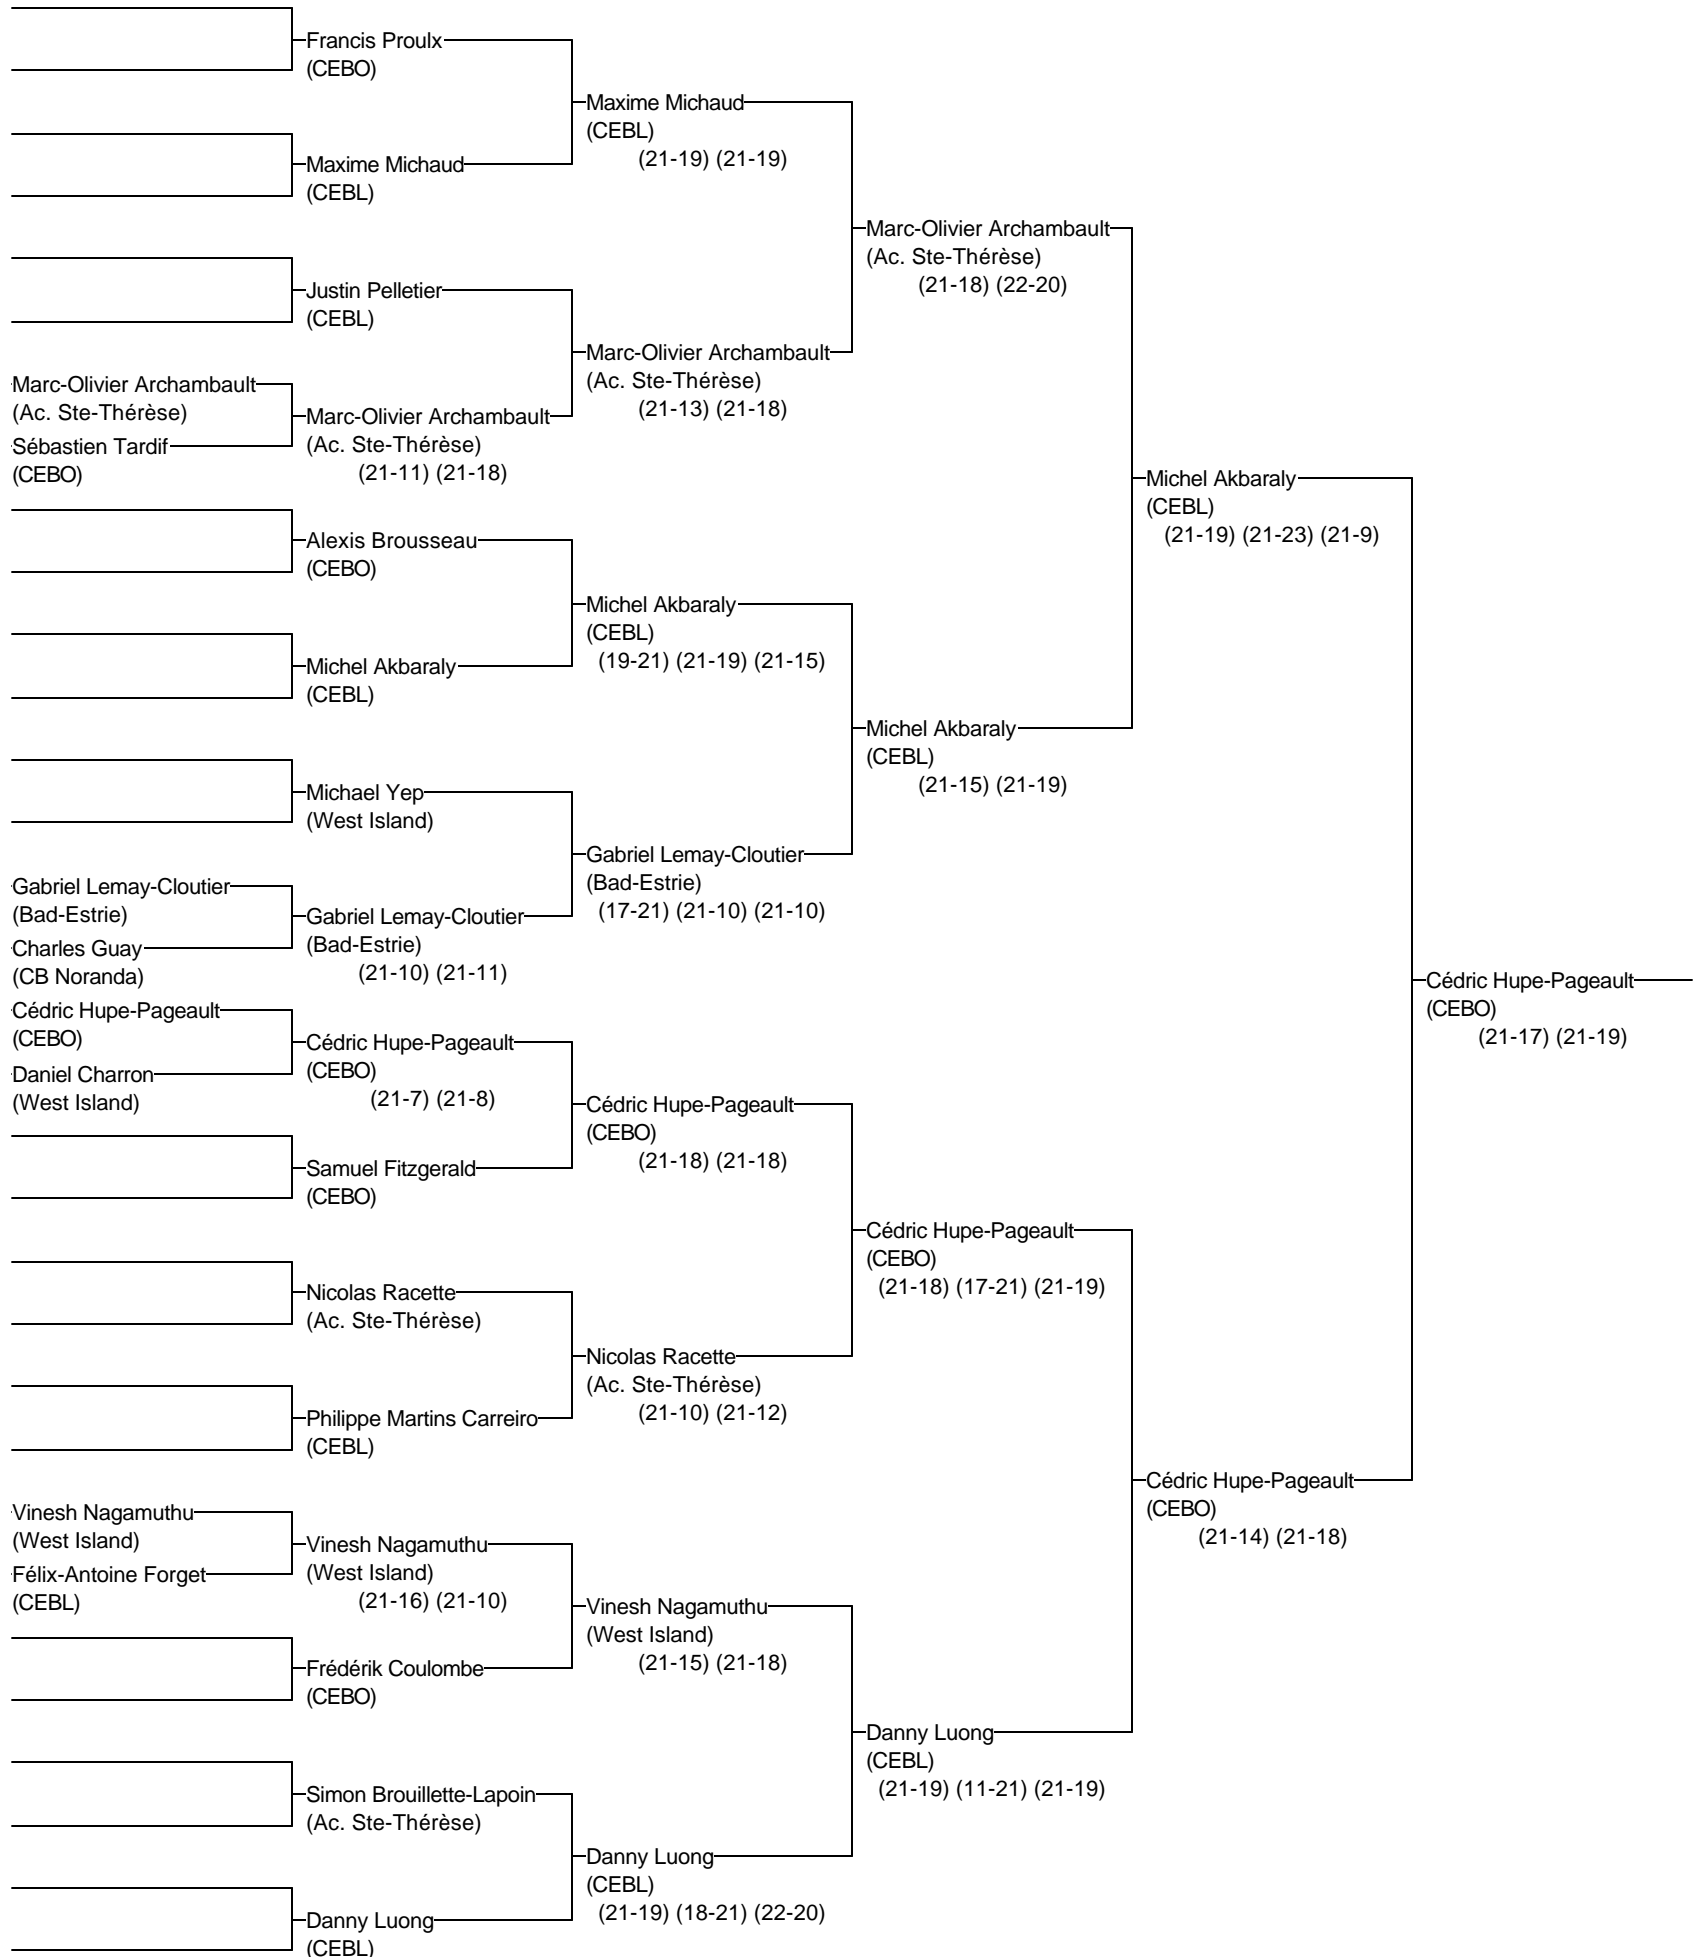 Francis Proulx
(CEBO)
Maxime Michaud
(CEBL)
(21-19) (21-19)
Maxime Michaud
(CEBL)
Marc-Olivier Archambault
(Ac. Ste-Thérèse)
(21-18) (22-20)
Justin Pelletier
(CEBL)
Marc-Olivier Archambault
(Ac. Ste-Thérèse)
(21-13) (21-18)
Marc-Olivier Archambault
(Ac. Ste-Thérèse)
Sébastien Tardif
(CEBO)
Marc-Olivier Archambault
(Ac. Ste-Thérèse)
(21-11) (21-18)
Michel Akbaraly
(CEBL)
(21-19) (21-23) (21-9)
Alexis Brousseau
(CEBO)
Michel Akbaraly
(CEBL)
(19-21) (21-19) (21-15)
Michel Akbaraly
(CEBL)
Michel Akbaraly
(CEBL)
(21-15) (21-19)
Michael Yep
(West Island)
Gabriel Lemay-Cloutier
(Bad-Estrie)
(17-21) (21-10) (21-10)
Gabriel Lemay-Cloutier
(Bad-Estrie)
Charles Guay
(CB Noranda)
Gabriel Lemay-Cloutier
(Bad-Estrie)
(21-10) (21-11)
Cédric Hupe-Pageault
(CEBO)
(21-17) (21-19)
Cédric Hupe-Pageault
(CEBO)
Daniel Charron
(West Island)
Cédric Hupe-Pageault
(CEBO)
(21-7) (21-8)
Cédric Hupe-Pageault
(CEBO)
(21-18) (21-18)
Samuel Fitzgerald
(CEBO)
Cédric Hupe-Pageault
(CEBO)
(21-18) (17-21) (21-19)
Nicolas Racette
(Ac. Ste-Thérèse)
Nicolas Racette
(Ac. Ste-Thérèse)
(21-10) (21-12)
Philippe Martins Carreiro
(CEBL)
Cédric Hupe-Pageault
(CEBO)
(21-14) (21-18)
Vinesh Nagamuthu
(West Island)
Félix-Antoine Forget
(CEBL)
Vinesh Nagamuthu
(West Island)
(21-16) (21-10)
Vinesh Nagamuthu
(West Island)
(21-15) (21-18)
Frédérik Coulombe
(CEBO)
Danny Luong
(CEBL)
(21-19) (11-21) (21-19)
Simon Brouillette-Lapoin
(Ac. Ste-Thérèse)
Danny Luong
(CEBL)
(21-19) (18-21) (22-20)
Danny Luong
(CEBL)